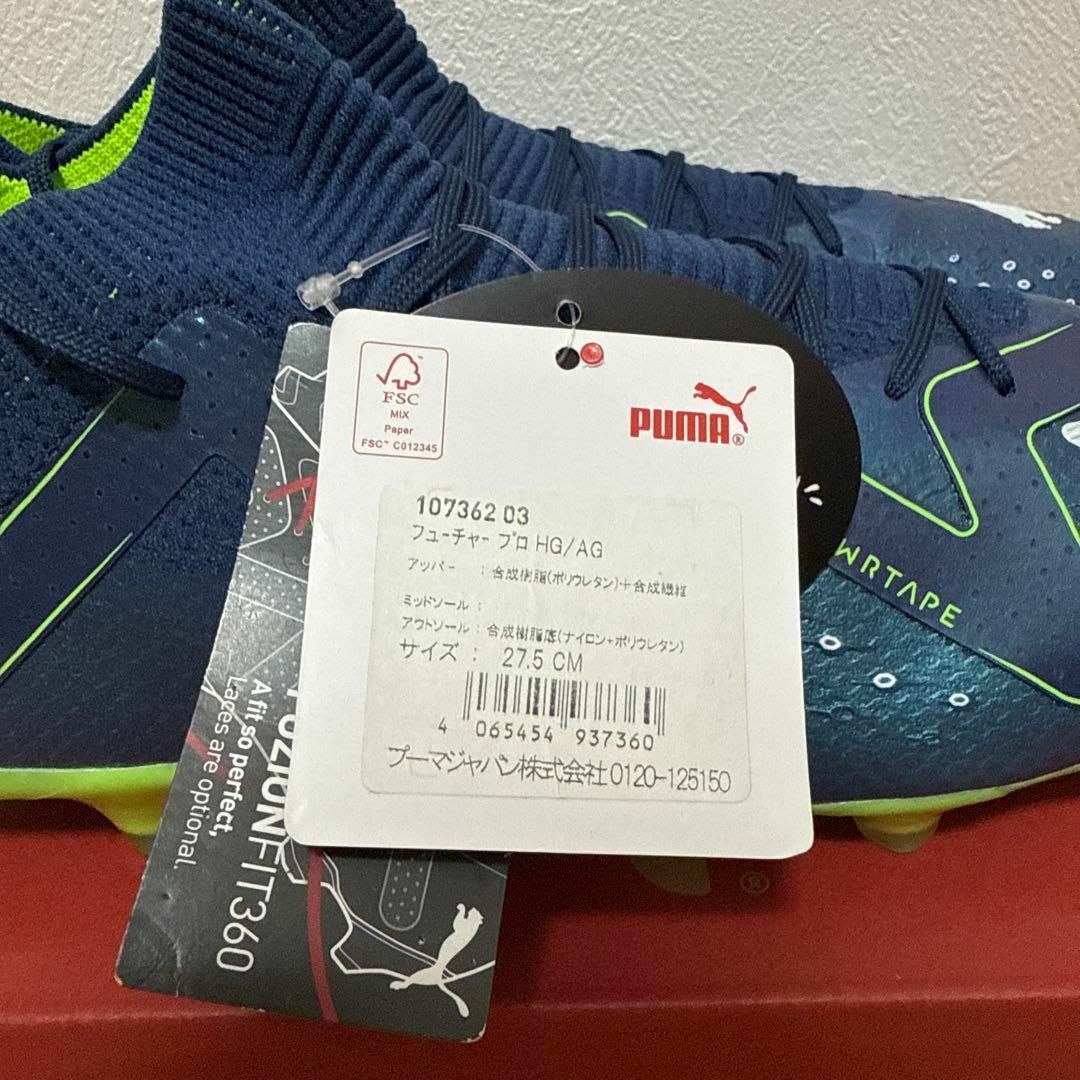 FSC
MIX
Paper
FSC™ C012345
PUMA®
107362 03
フューチャー プロ HG/AG
アッパー : 合成樹脂(ポリウレタン)+合成繊維
ミッドソール :
アウトソール : 合成樹脂底(ナイロン+ポリウレタン)
サイズ : 27.5 CM
4 065454 937360
プーマジャパン株式会社 0120-125150
WRTAPE
FUZIONFIT360
A fit so perfect,
Laces are optional.
®